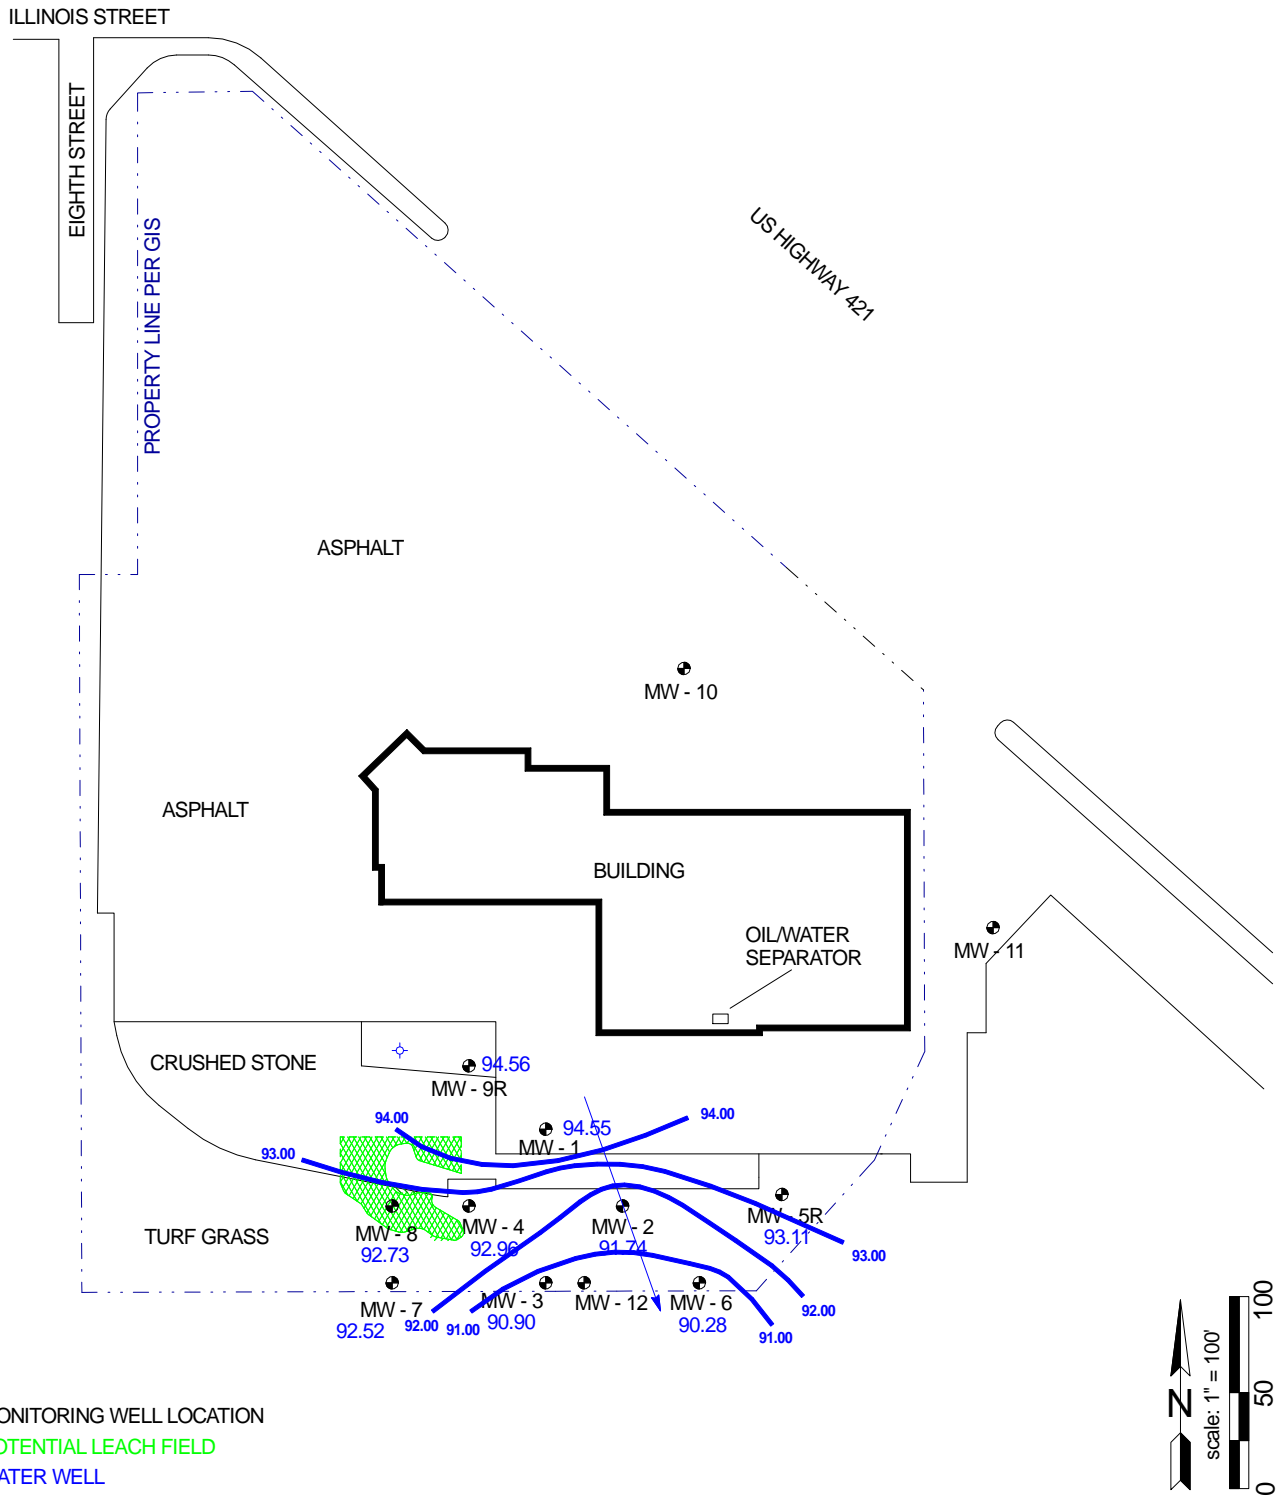 ILLINOIS STREET
EIGHTH STREET
PROPERTY LINE PER GIS
US HIGHWAY 421
ASPHALT
MW - 10
ASPHALT
BUILDING
OIL/WATER
SEPARATOR
MW - 11
CRUSHED STONE
94.56
MW - 9R
94.00
94.00
94.55
MW - 1
93.00
TURF GRASS
MW - 8
92.73
MW - 4
92.96
MW - 2
91.74
MW - 5R
93.11
93.00
MW - 7
92.52
92.00
91.00
MW - 3
90.90
MW - 12
MW - 6
90.28
92.00
91.00
N
scale: 1" = 100'
0
50
100
ONITORING WELL LOCATION
OTENTIAL LEACH FIELD
ATER WELL